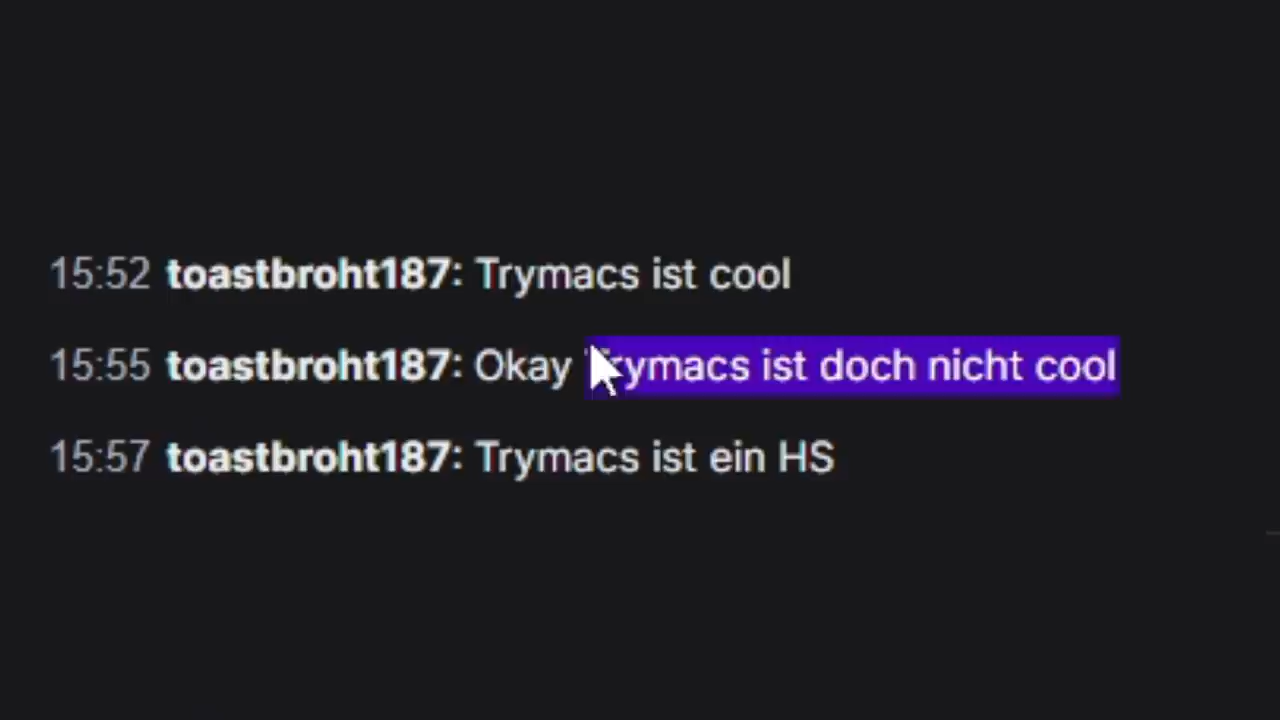 15:52 toastbroht187: Trymacs ist cool
15:55 toastbroht187: Okay Trymacs ist doch nicht cool
15:57 toastbroht187: Trymacs ist ein HS